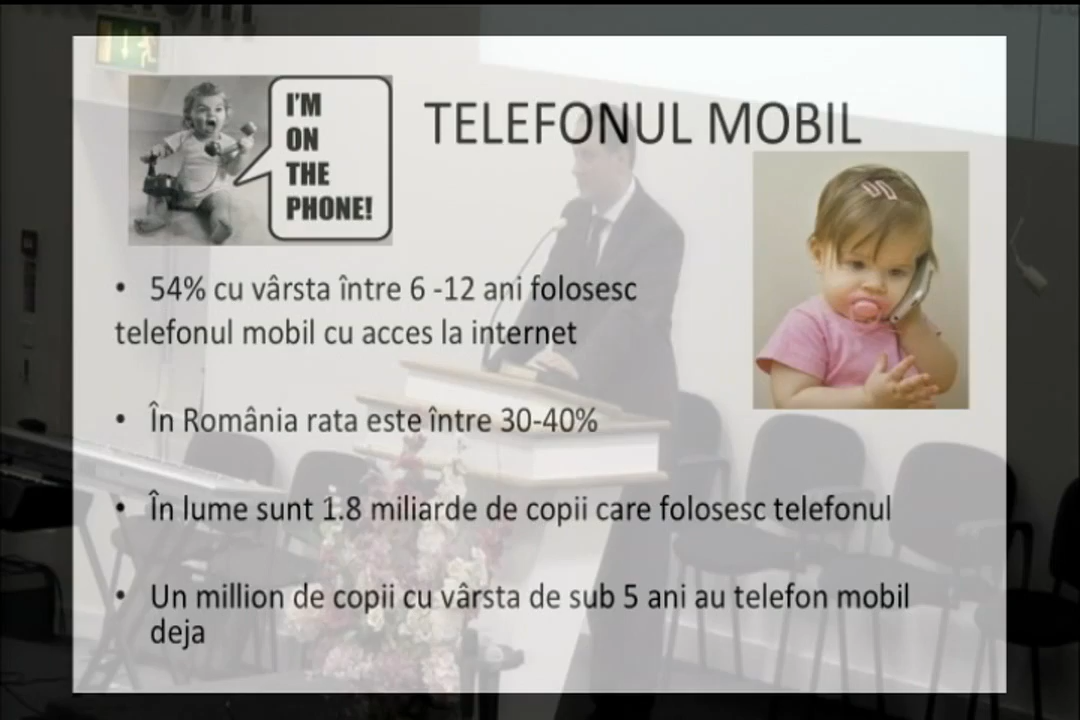 I'M
ON
THE
PHONE!
TELEFONUL MOBIL
• 54% cu vârsta între 6 -12 ani folosesc
telefonul mobil cu acces la internet
• În România rata este între 30-40%
• În lume sunt 1.8 miliarde de copii care folosesc telefonul
• Un million de copii cu vârsta de sub 5 ani au telefon mobil
deja